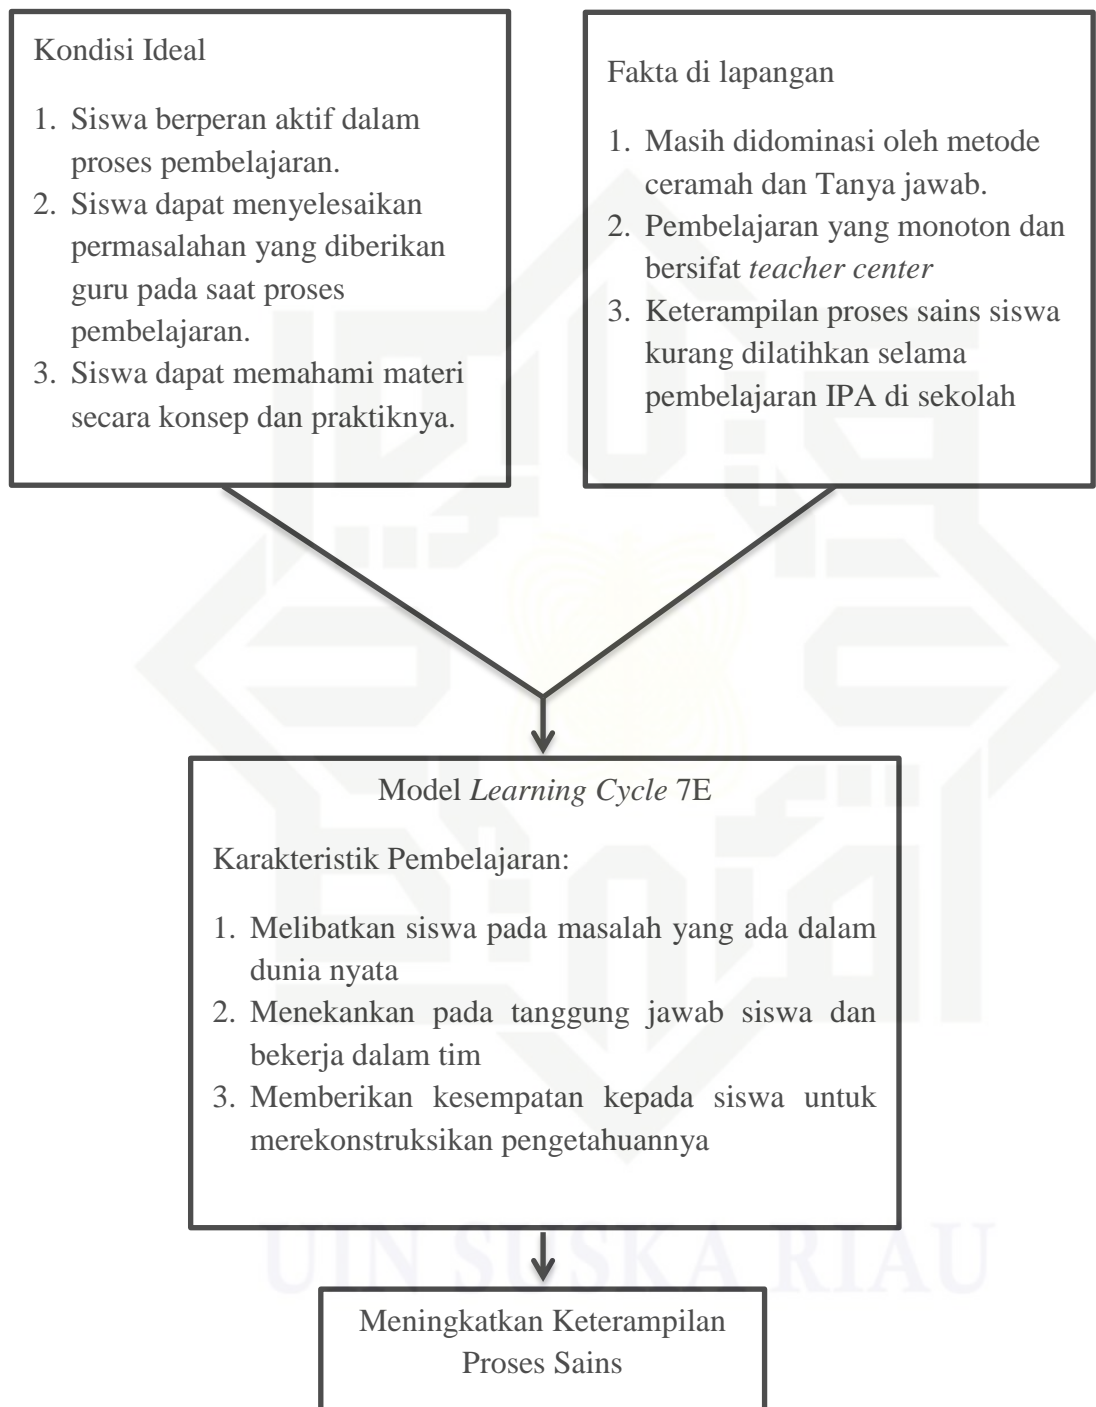 Kondisi Ideal
1. Siswa berperan aktif dalam
proses pembelajaran.
2. Siswa dapat menyelesaikan
permasalahan yang diberikan
guru pada saat proses
pembelajaran.
3. Siswa dapat memahami materi
secara konsep dan praktiknya.
Fakta di lapangan
1. Masih didominasi oleh metode
ceramah dan Tanya jawab.
2. Pembelajaran yang monoton dan
bersifat teacher center
3. Keterampilan proses sains siswa
kurang dilatihkan selama
pembelajaran IPA di sekolah
Model Learning Cycle 7E
Karakteristik Pembelajaran:
1. Melibatkan siswa pada masalah yang ada dalam
dunia nyata
2. Menekankan pada tanggung jawab siswa dan
bekerja dalam tim
3. Memberikan kesempatan kepada siswa untuk
merekonstruksikan pengetahuannya
UIN SUSKA RIAU
Meningkatkan Keterampilan
Proses Sains